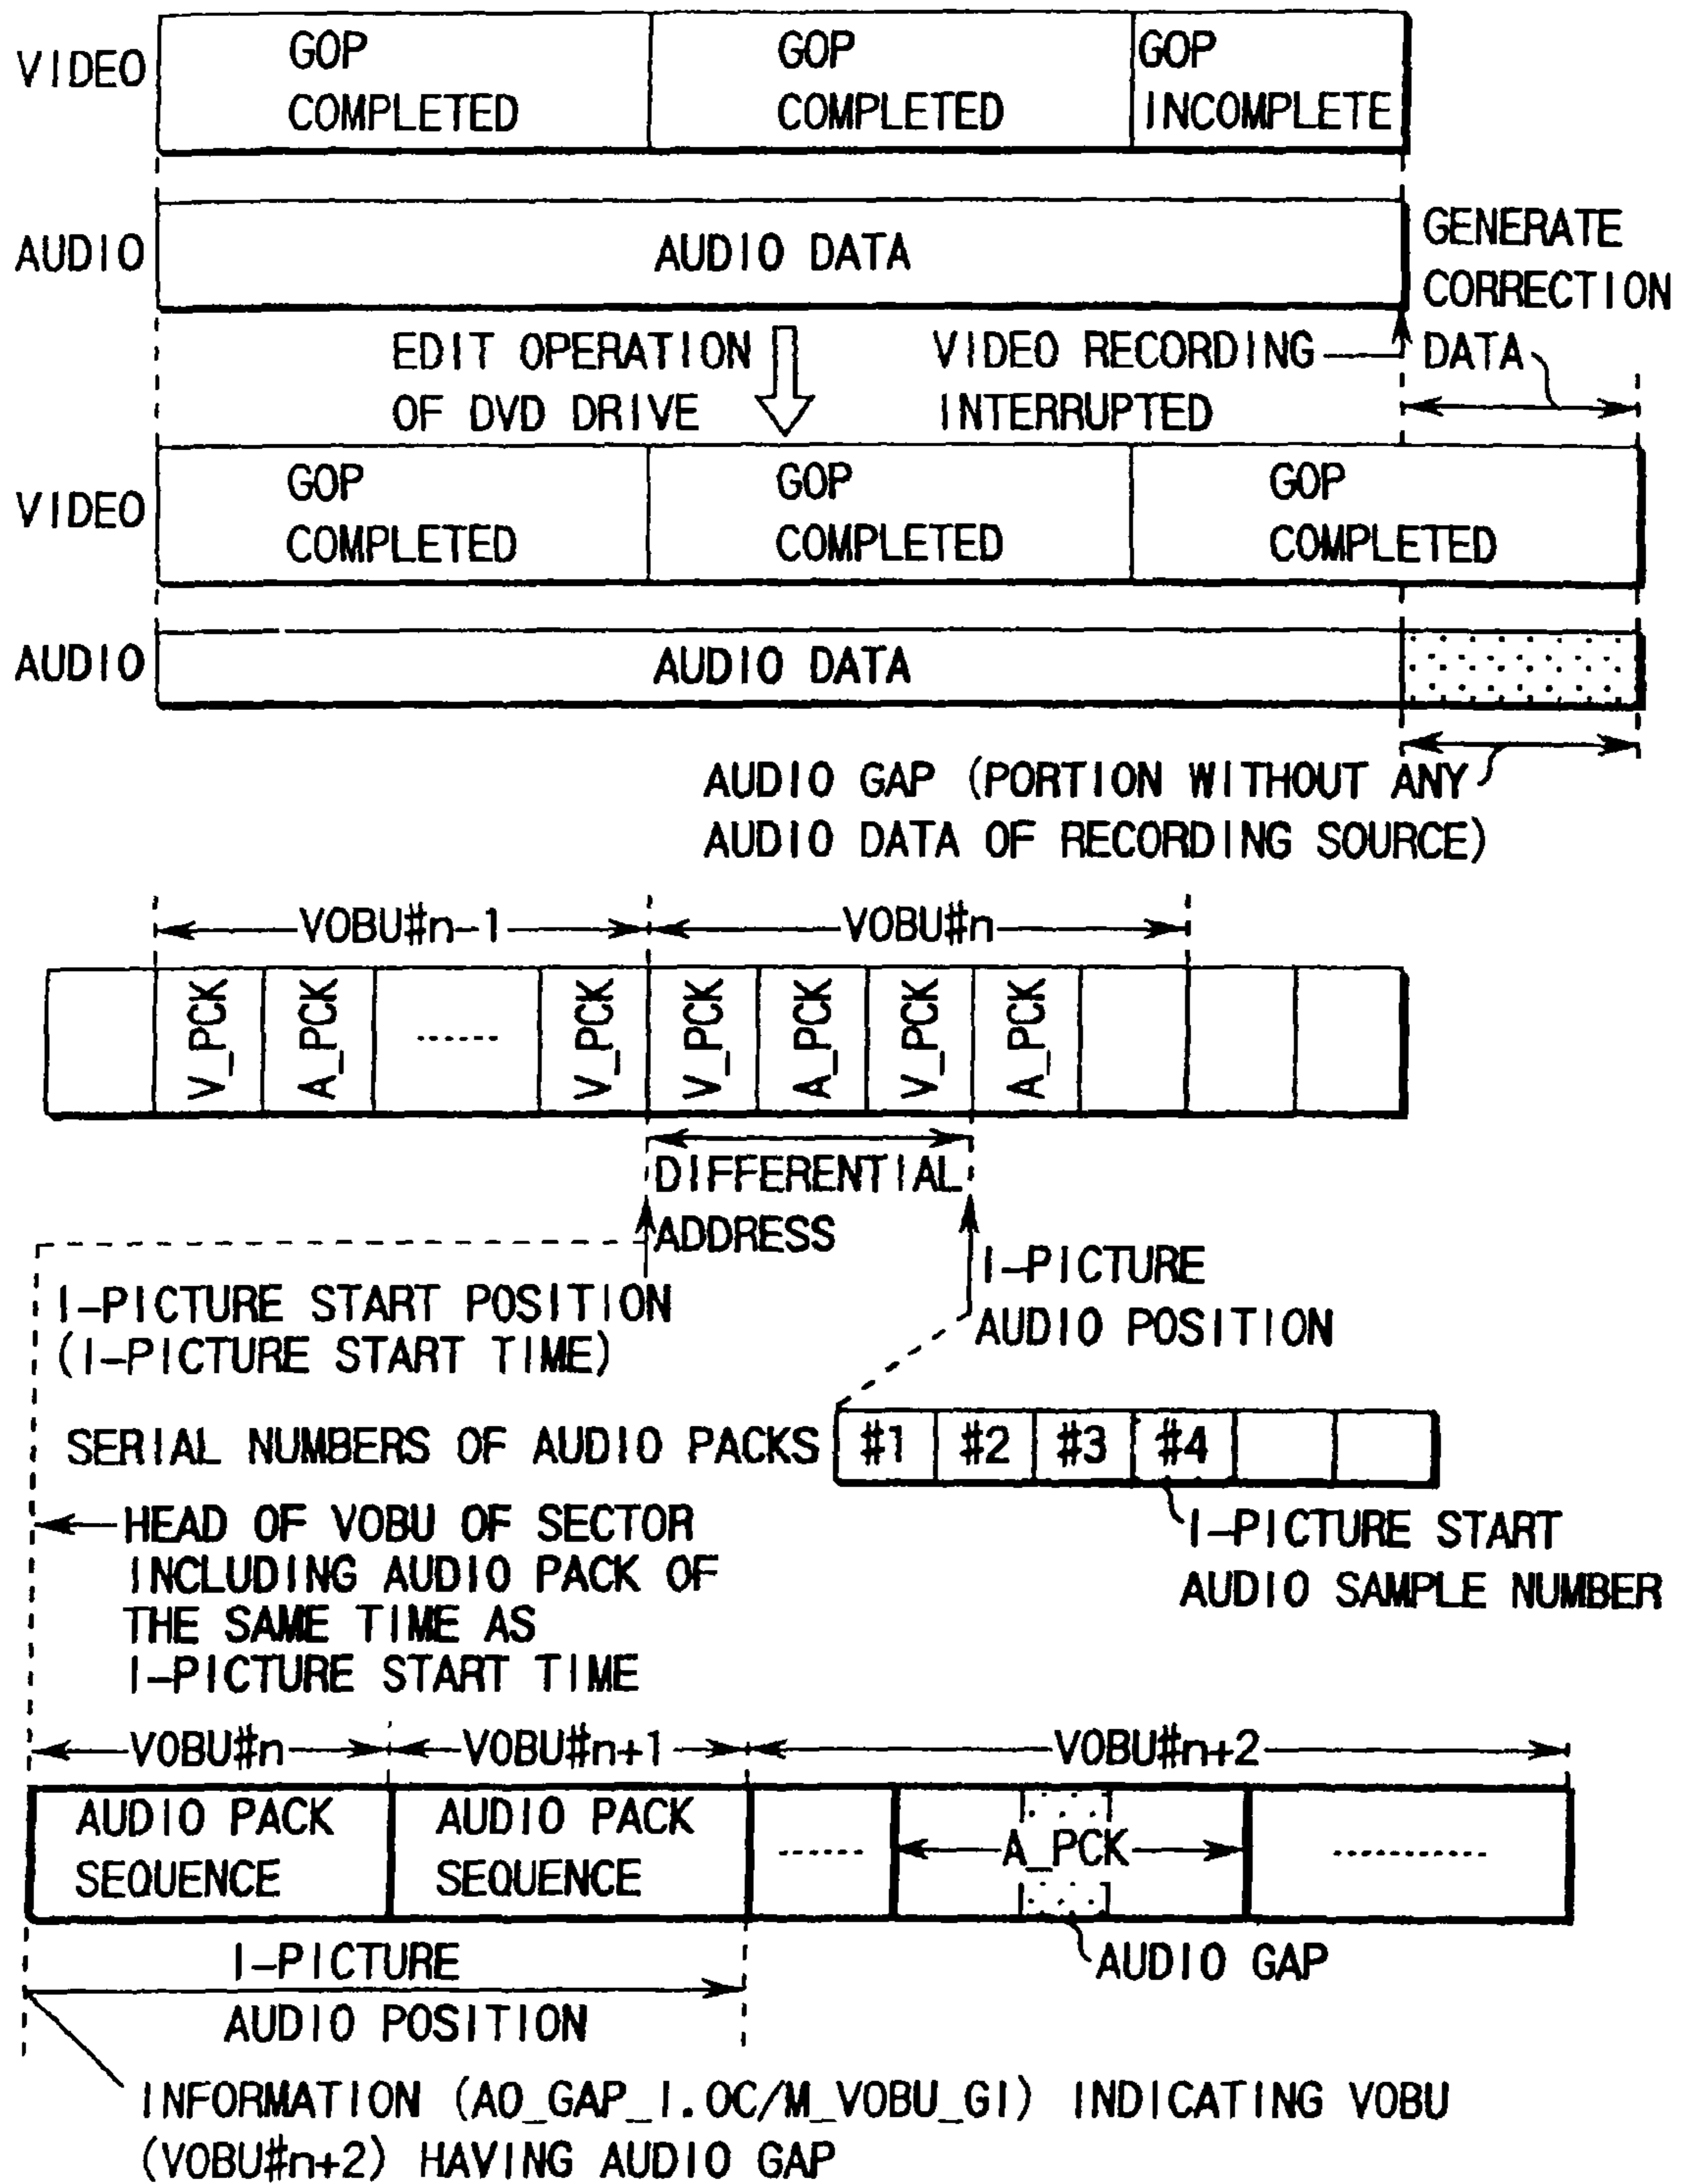 VIDEO
GOP
COMPLETED
GOP
COMPLETED
GOP
INCOMPLETE
AUDIO
AUDIO DATA
GENERATE
CORRECTION
DATA
EDIT OPERATION
OF DVD DRIVE
VIDEO RECORDING
INTERRUPTED
VIDEO
GOP
COMPLETED
GOP
COMPLETED
GOP
COMPLETED
AUDIO
AUDIO DATA
AUDIO GAP (PORTION WITHOUT ANY
AUDIO DATA OF RECORDING SOURCE)
VOBU#n-1
VOBU#n
V_PCK
A_PCK
V_PCK
V_PCK
A_PCK
V_PCK
A_PCK
DIFFERENTIAL
ADDRESS
I-PICTURE START POSITION
(I-PICTURE START TIME)
I-PICTURE
AUDIO POSITION
SERIAL NUMBERS OF AUDIO PACKS
#1 #2 #3 #4
I-PICTURE START
AUDIO SAMPLE NUMBER
HEAD OF VOBU OF SECTOR
INCLUDING AUDIO PACK OF
THE SAME TIME AS
I-PICTURE START TIME
VOBU#n
VOBU#n+1
VOBU#n+2
AUDIO PACK
SEQUENCE
AUDIO PACK
SEQUENCE
A_PCK
AUDIO GAP
I-PICTURE
AUDIO POSITION
INFORMATION (A0_GAP_I.OC/M_VOBU_GI) INDICATING VOBU
(VOBU#n+2) HAVING AUDIO GAP